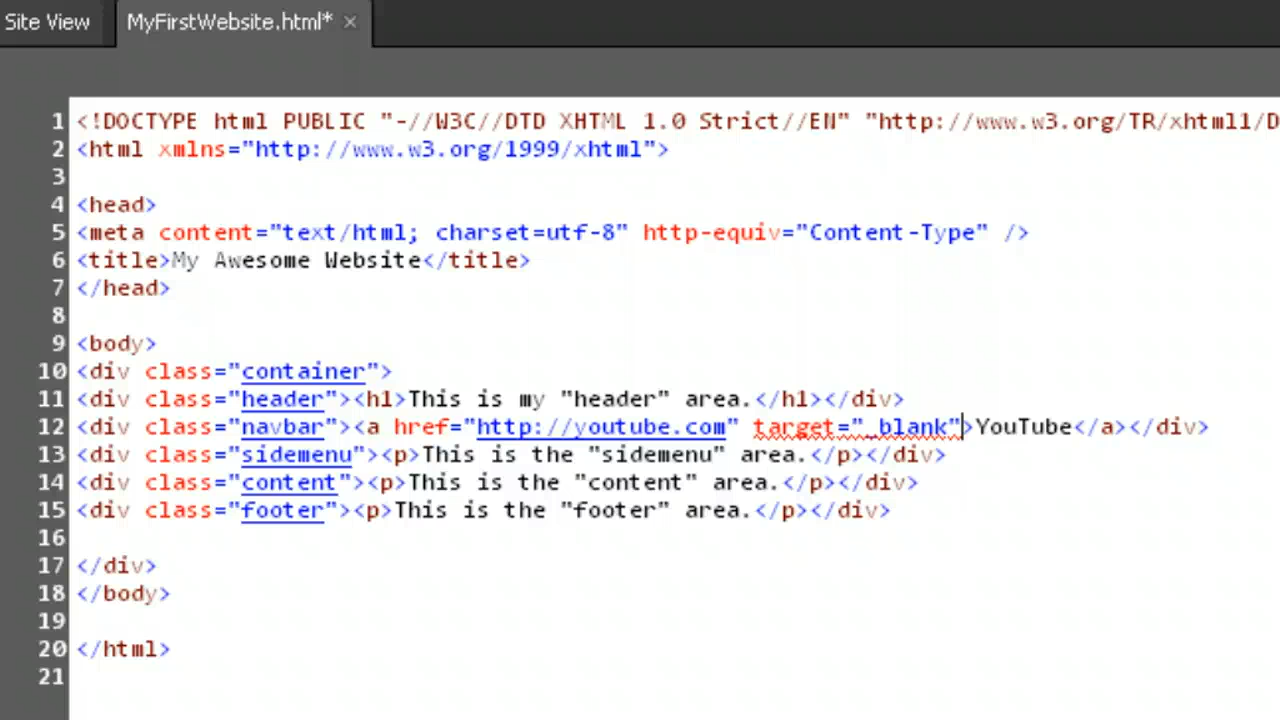 Site View
MyFirstWebsite.html* ×
1 <!DOCTYPE html PUBLIC "-//W3C//DTD XHTML 1.0 Strict//EN" "http://www.w3.org/TR/xhtml1/D
2 <html xmlns="http://www.w3.org/1999/xhtml">
3
4 <head>
5 <meta content="text/html; charset=utf-8" http-equiv="Content-Type" />
6 <title>My Awesome Website</title>
7 </head>
8
9 <body>
10 <div class="container">
11 <div class="header"><h1>This is my "header" area.</h1></div>
12 <div class="navbar"><a href="http://youtube.com" target="_blank">YouTube</a></div>
13 <div class="sidemenu"><p>This is the "sidemenu" area.</p></div>
14 <div class="content"><p>This is the "content" area.</p></div>
15 <div class="footer"><p>This is the "footer" area.</p></div>
16
17 </div>
18 </body>
19
20 </html>
21